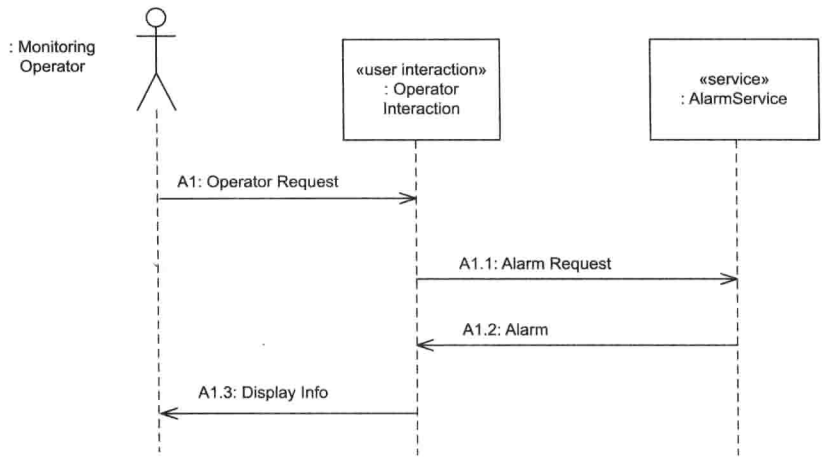 : Monitoring
Operator
«user interaction»
: Operator
Interaction
«service»
: AlarmService
A1: Operator Request
A1.1: Alarm Request
A1.2: Alarm
A1.3: Display Info